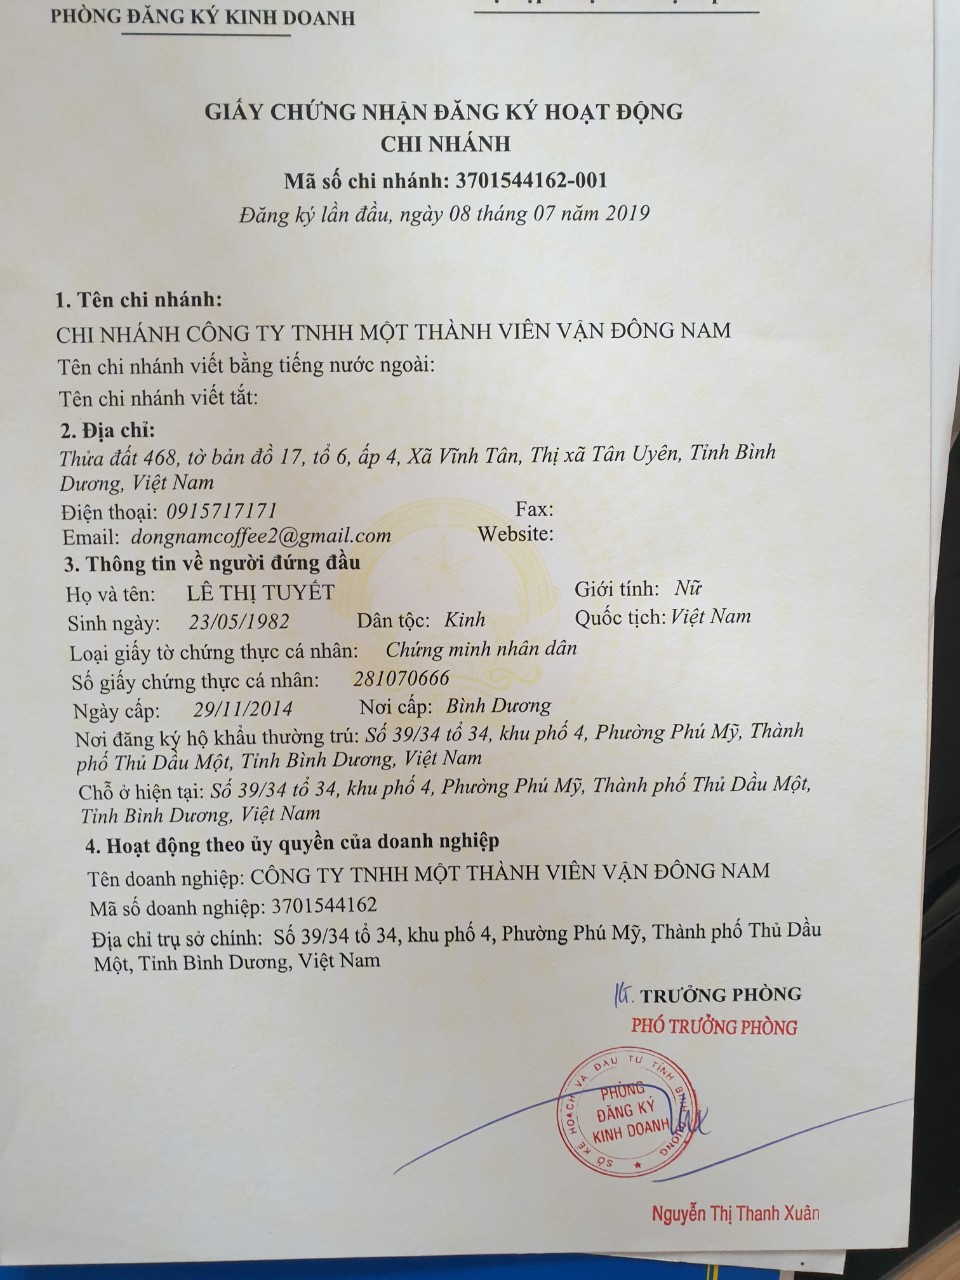 PHÒNG ĐĂNG KÝ KINH DOANH
GIẤY CHỨNG NHẬN ĐĂNG KÝ HOẠT ĐỘNG
CHI NHÁNH
Mã số chi nhánh: 3701544162-001
Đăng ký lần đầu, ngày 08 tháng 07 năm 2019
1. Tên chi nhánh:
CHI NHÁNH CÔNG TY TNHH MỘT THÀNH VIÊN VẬN ĐÔNG NAM
Tên chi nhánh viết bằng tiếng nước ngoài:
Tên chi nhánh viết tắt:
2. Địa chỉ:
Thửa đất 468, tờ bản đồ 17, tổ 6, ấp 4, Xã Vĩnh Tân, Thị xã Tân Uyên, Tỉnh Bình
Dương, Việt Nam
Điện thoại: 0915717171 Fax:
Email: dongnamcoffee2@gmail.com Website:
3. Thông tin về người đứng đầu
Họ và tên: LÊ THỊ TUYẾT Giới tính: Nữ
Sinh ngày: 23/05/1982 Dân tộc: Kinh Quốc tịch: Việt Nam
Loại giấy tờ chứng thực cá nhân: Chứng minh nhân dân
Số giấy chứng thực cá nhân: 281070666
Ngày cấp: 29/11/2014 Nơi cấp: Bình Dương
Nơi đăng ký hộ khẩu thường trú: Số 39/34 tổ 34, khu phố 4, Phường Phú Mỹ, Thành
phố Thủ Dầu Một, Tỉnh Bình Dương, Việt Nam
Chỗ ở hiện tại: Số 39/34 tổ 34, khu phố 4, Phường Phú Mỹ, Thành phố Thủ Dầu Một,
Tỉnh Bình Dương, Việt Nam
4. Hoạt động theo ủy quyền của doanh nghiệp
Tên doanh nghiệp: CÔNG TY TNHH MỘT THÀNH VIÊN VẬN ĐÔNG NAM
Mã số doanh nghiệp: 3701544162
Địa chỉ trụ sở chính: Số 39/34 tổ 34, khu phố 4, Phường Phú Mỹ, Thành phố Thủ Dầu
Một, Tỉnh Bình Dương, Việt Nam
KT. TRƯỞNG PHÒNG
PHÓ TRƯỞNG PHÒNG
SỞ KẾ HOẠCH VÀ ĐẦU TƯ TỈNH BÌNH DƯƠNG
PHÒNG
ĐĂNG KÝ
KINH DOANH
Nguyễn Thị Thanh Xuân